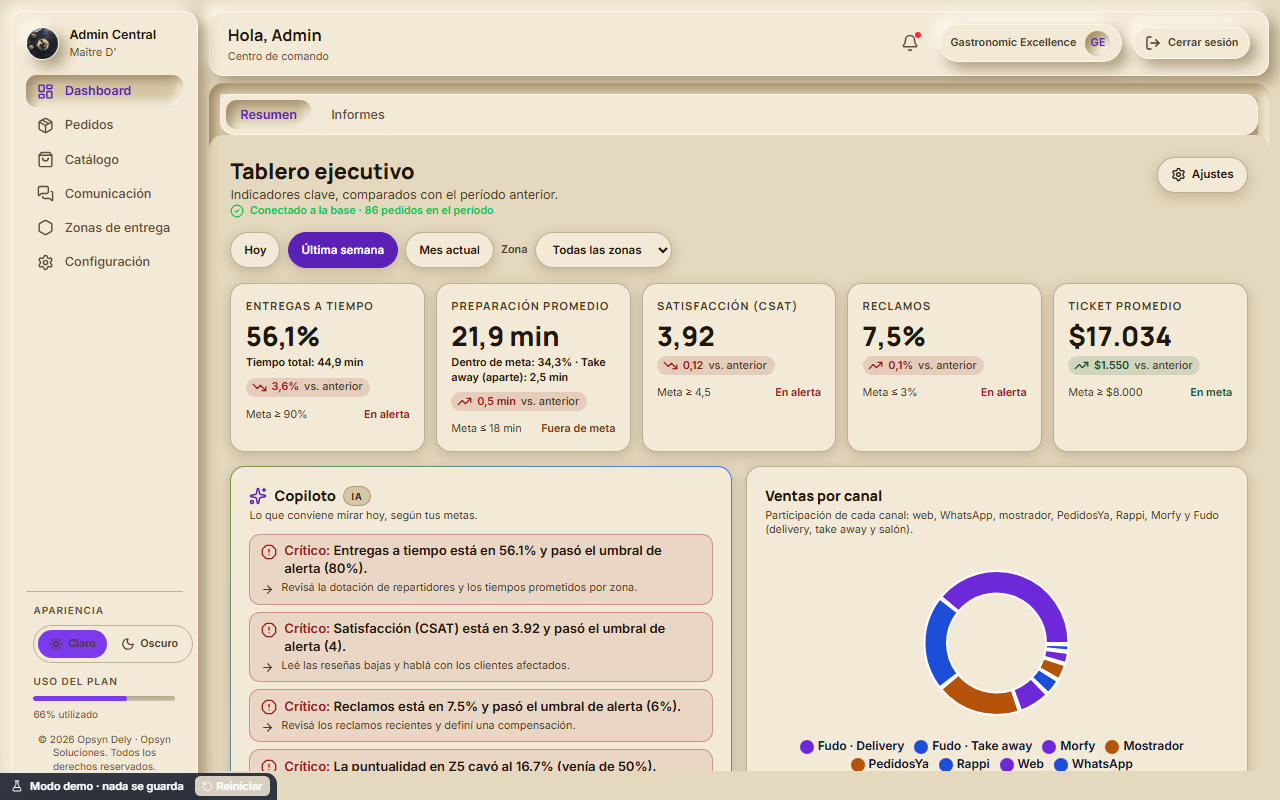 Admin Central
Maître D'
Dashboard
Pedidos
Catálogo
Comunicación
Zonas de entrega
Configuración
APARIENCIA
Claro
Oscuro
USO DEL PLAN
66% utilizado
© 2026 Opsyn Dely · Opsyn
Soluciones. Todos los
derechos reservados.
Modo demo · nada se guarda
Reiniciar
Hola, Admin
Centro de comando
Gastronomic Excellence
GE
Cerrar sesión
Resumen
Informes
Tablero ejecutivo
Indicadores clave, comparados con el período anterior.
Conectado a la base · 86 pedidos en el período
Ajustes
Hoy
Última semana
Mes actual
Zona
Todas las zonas
ENTREGAS A TIEMPO
56,1%
Tiempo total: 44,9 min
3,6% vs. anterior
Meta ≥ 90%
En alerta
PREPARACIÓN PROMEDIO
21,9 min
Dentro de meta: 34,3% · Take
away (aparte): 2,5 min
0,5 min vs. anterior
Meta ≤ 18 min
Fuera de meta
SATISFACCIÓN (CSAT)
3,92
0,12 vs. anterior
Meta ≥ 4,5
En alerta
RECLAMOS
7,5%
0,1% vs. anterior
Meta ≤ 3%
En alerta
TICKET PROMEDIO
$17.034
$1.550 vs. anterior
Meta ≥ $8.000
En meta
Copiloto
IA
Lo que conviene mirar hoy, según tus metas.
Crítico: Entregas a tiempo está en 56.1% y pasó el umbral de
alerta (80%).
Revisá la dotación de repartidores y los tiempos prometidos por zona.
Crítico: Satisfacción (CSAT) está en 3.92 y pasó el umbral de
alerta (4).
Leé las reseñas bajas y hablá con los clientes afectados.
Crítico: Reclamos está en 7.5% y pasó el umbral de alerta (6%).
Revisá los reclamos recientes y definí una compensación.
Crítico: La puntualidad en Z5 cayó al 16.7% (venía de 50%).
Ventas por canal
Participación de cada canal: web, WhatsApp, mostrador, PedidosYa, Rappi, Morfy y Fudo
(delivery, take away y salón).
Fudo · Delivery
Fudo · Take away
Morfy
Mostrador
PedidosYa
Rappi
Web
WhatsApp